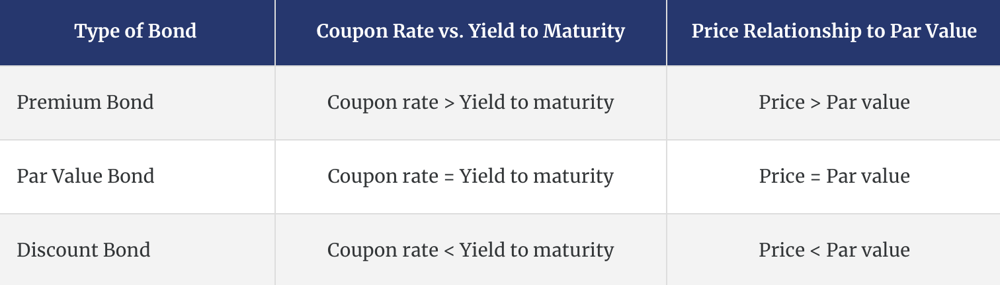 Type of Bond Coupon Rate vs. Yield to Maturity Price Relationship to Par Value
Premium Bond Coupon rate > Yield to maturity Price > Par value
Par Value Bond Coupon rate = Yield to maturity Price = Par value
Discount Bond Coupon rate < Yield to maturity Price < Par value